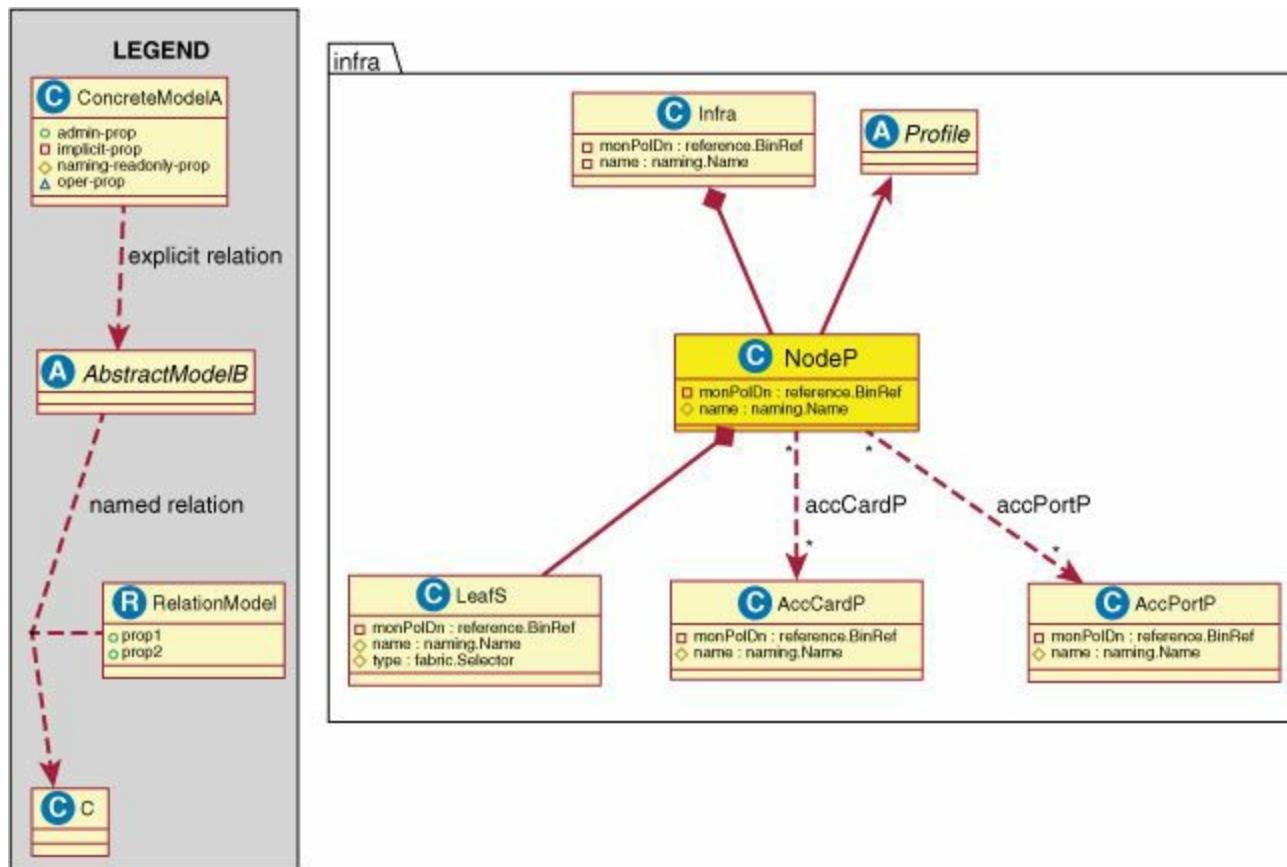 LEGEND
C ConcreteModelA
admin-prop
implicit-prop
naming-readonly-prop
oper-prop
explicit relation
A AbstractModelB
named relation
R RelationModel
prop1
prop2
C C
infra
C Infra
monPolDn : reference.BinRef
name : naming.Name
A Profile
C NodeP
monPolDn : reference.BinRef
name : naming.Name
* *
accCardP
accPortP
* *
C LeafS
monPolDn : reference.BinRef
name : naming.Name
type : fabric.Selector
C AccCardP
monPolDn : reference.BinRef
name : naming.Name
C AccPortP
monPolDn : reference.BinRef
name : naming.Name